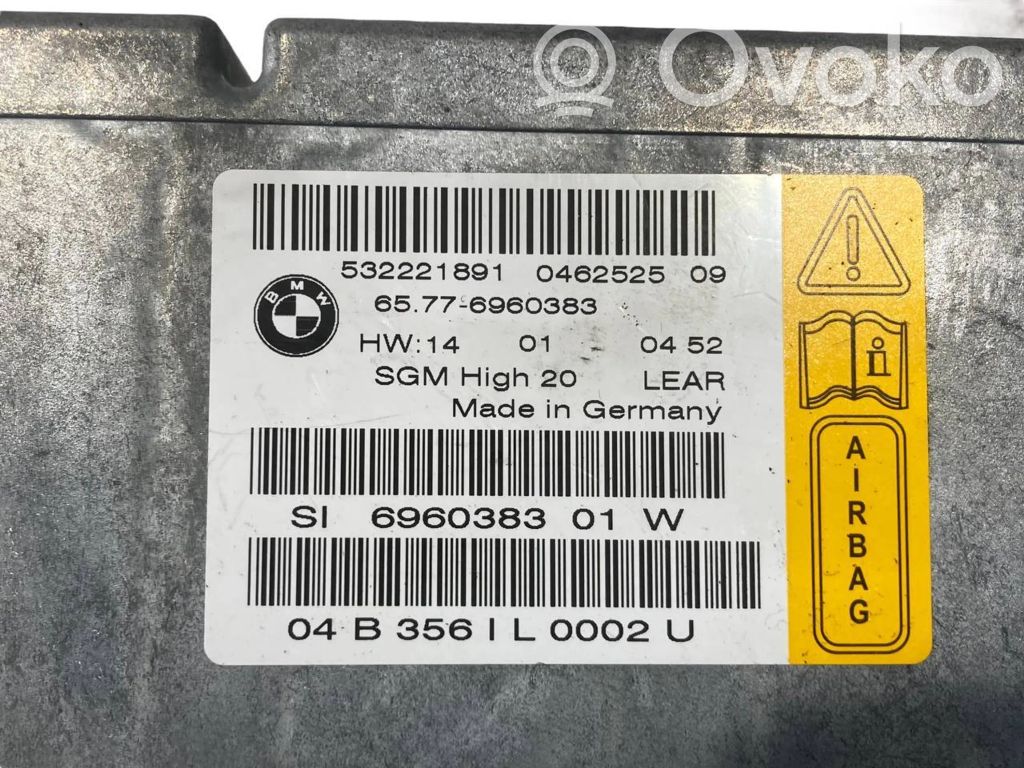 Ovoko
532221891 0462525 09
BMW
65.77-6960383
HW:14 01 04 52
SGM High 20 LEAR
Made in Germany
SI 6960383 01 W
04 B 356 I L 0002 U
AIRBAG